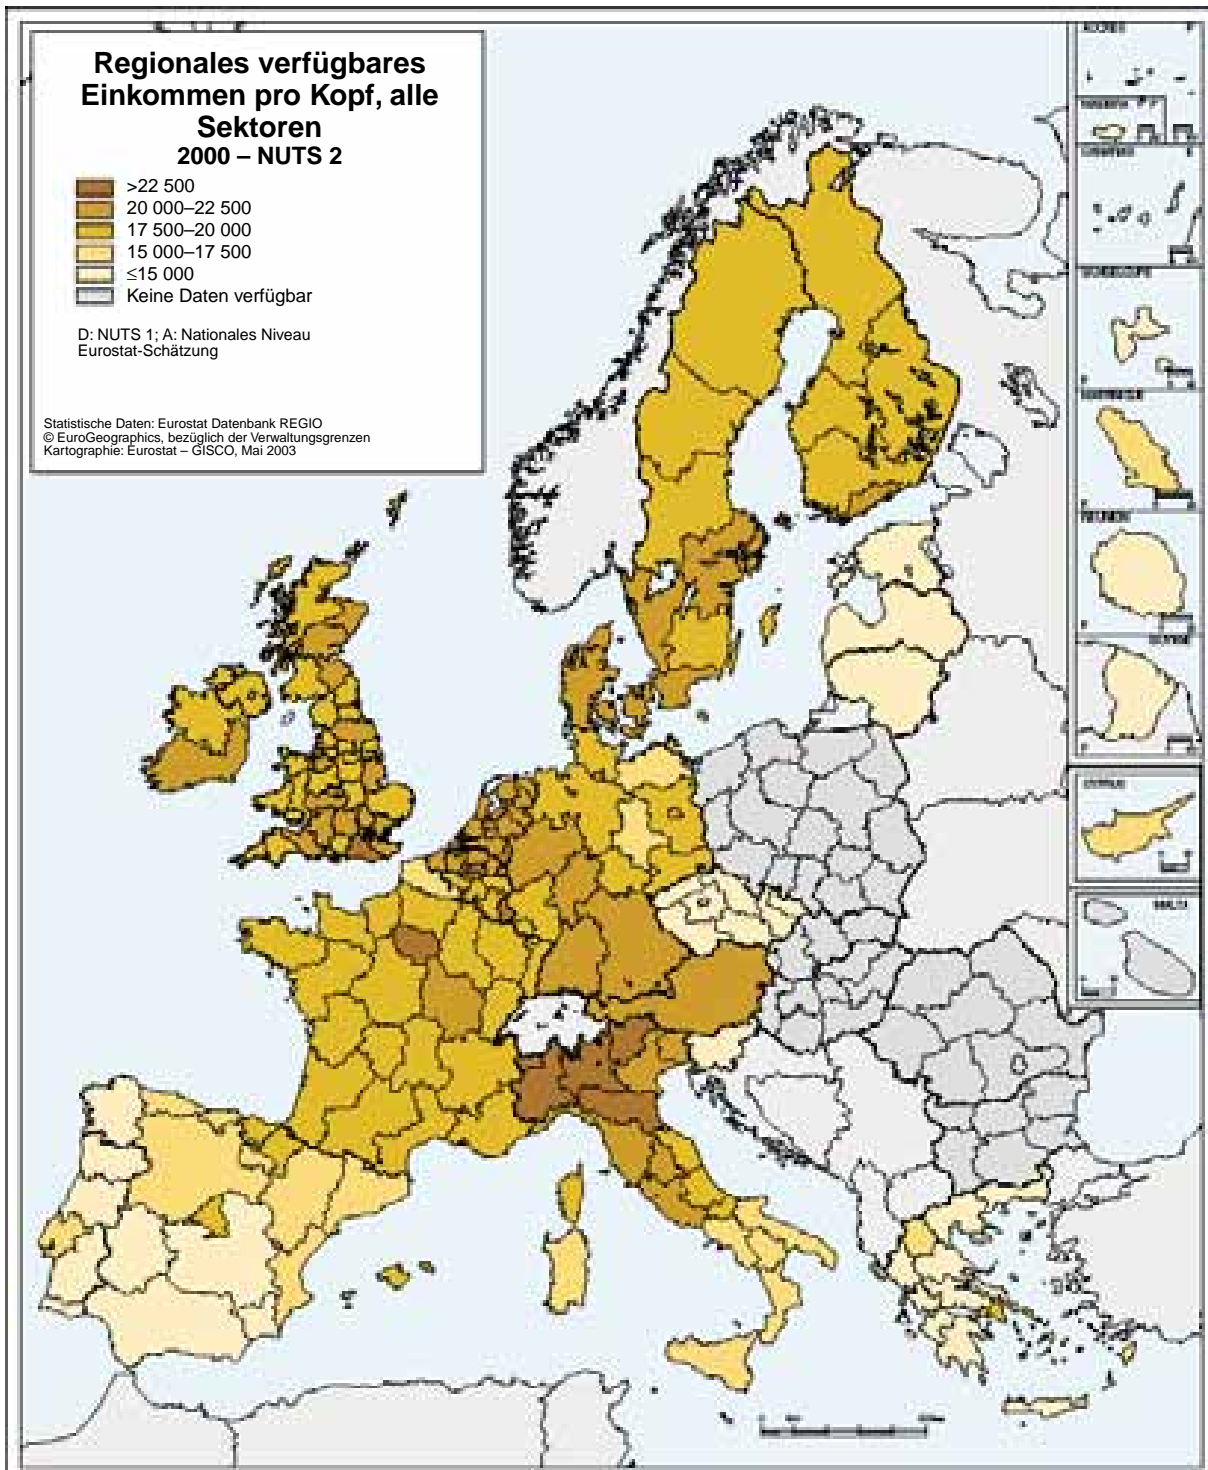 Regionales verfügbares
Einkommen pro Kopf, alle
Sektoren
2000 – NUTS 2
>22 500
20 000–22 500
17 500–20 000
15 000–17 500
≤15 000
Keine Daten verfügbar
D: NUTS 1; A: Nationales Niveau
Eurostat-Schätzung
Statistische Daten: Eurostat Datenbank REGIO
© EuroGeographics, bezüglich der Verwaltungsgrenzen
Kartographie: Eurostat – GISCO, Mai 2003